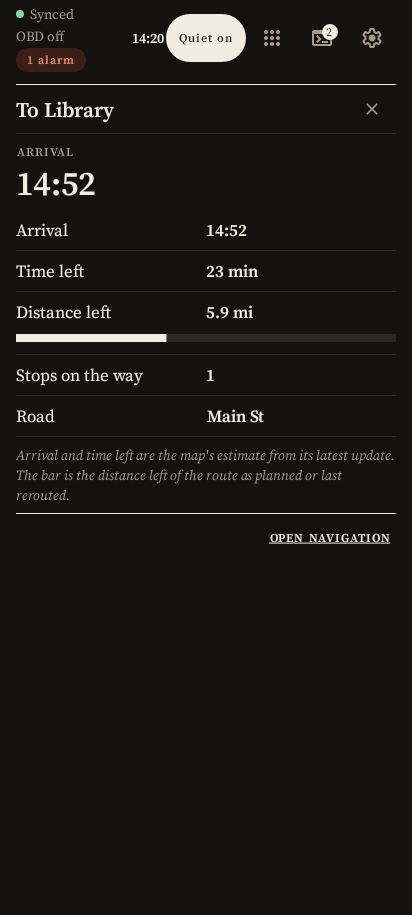 Synced
OBD off
1 alarm
14:20
Quiet on
2
To Library
ARRIVAL
14:52
Arrival 14:52
Time left 23 min
Distance left 5.9 mi
Stops on the way 1
Road Main St
Arrival and time left are the map's estimate from its latest update.
The bar is the distance left of the route as planned or last
rerouted.
OPEN NAVIGATION